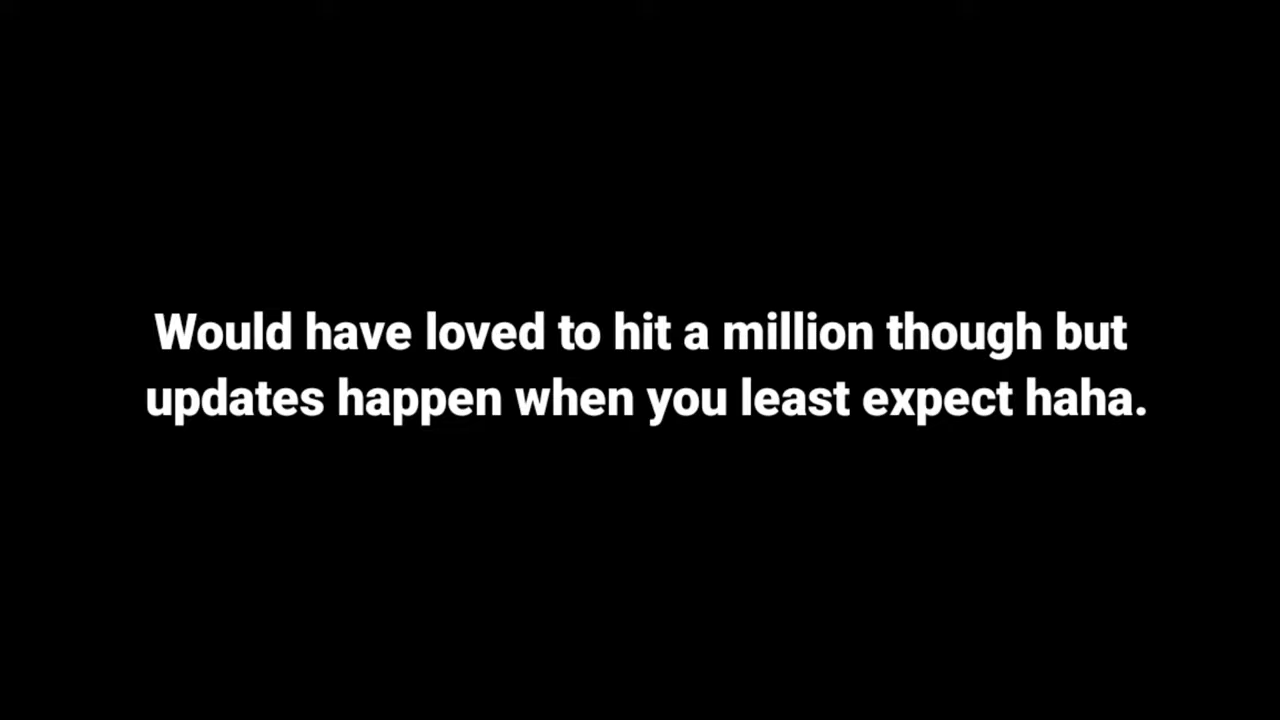 Would have loved to hit a million though but
updates happen when you least expect haha.